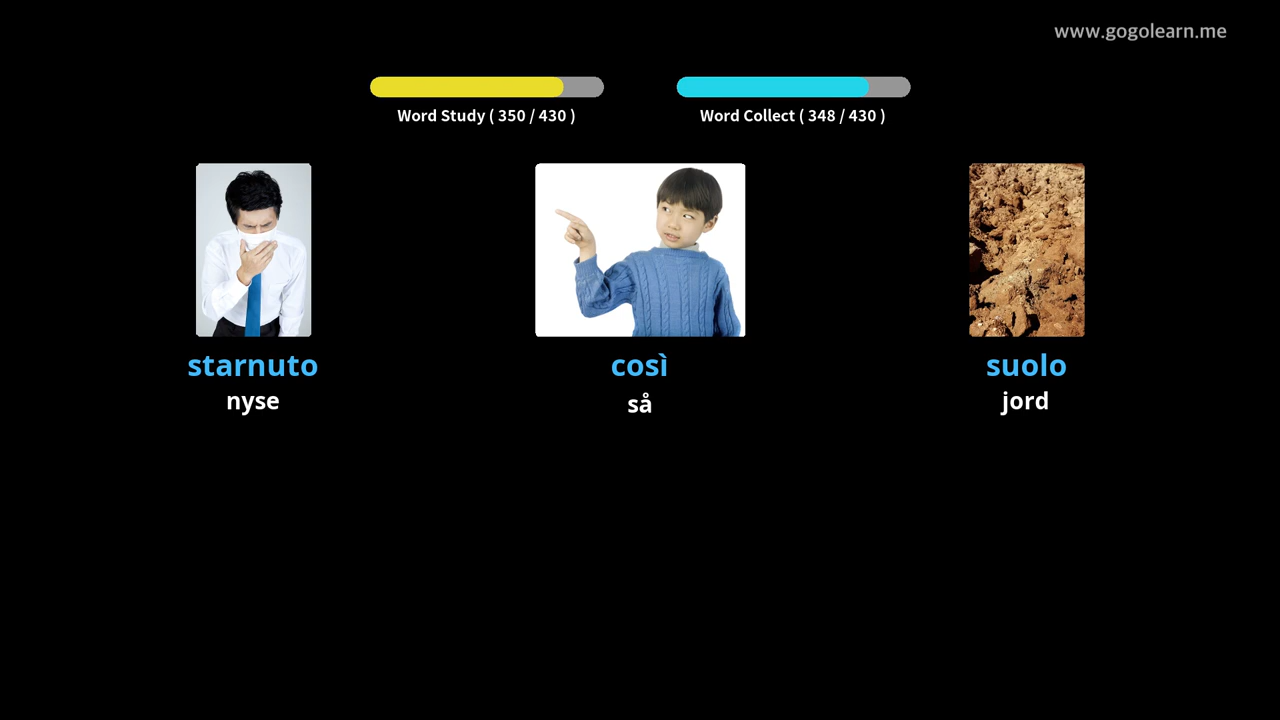 www.gogolearn.me
Word Study ( 350 / 430 )
Word Collect ( 348 / 430 )
starnuto
così
suolo
nyse
så
jord